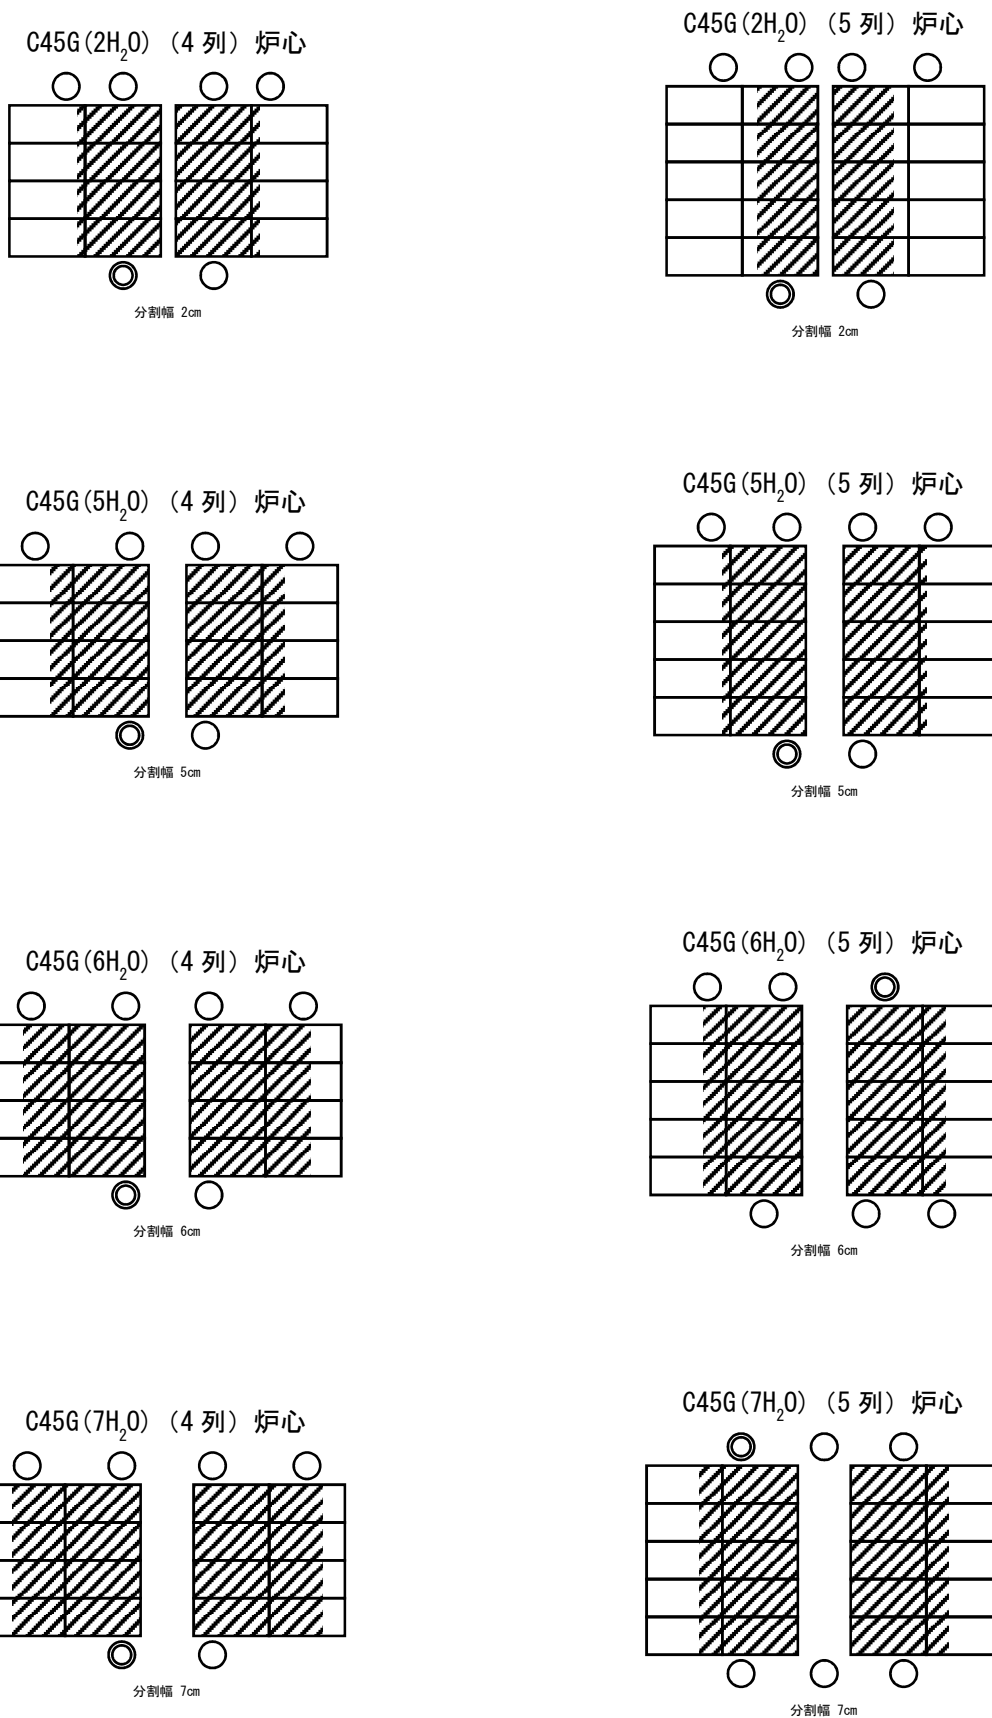 C45G(2H₂O)（4 列）炉心
分割幅 2cm
C45G(2H₂O)（5 列）炉心
分割幅 2cm
C45G(5H₂O)（4 列）炉心
分割幅 5cm
C45G(5H₂O)（5 列）炉心
分割幅 5cm
C45G(6H₂O)（4 列）炉心
分割幅 6cm
C45G(6H₂O)（5 列）炉心
分割幅 6cm
C45G(7H₂O)（4 列）炉心
分割幅 7cm
C45G(7H₂O)（5 列）炉心
分割幅 7cm